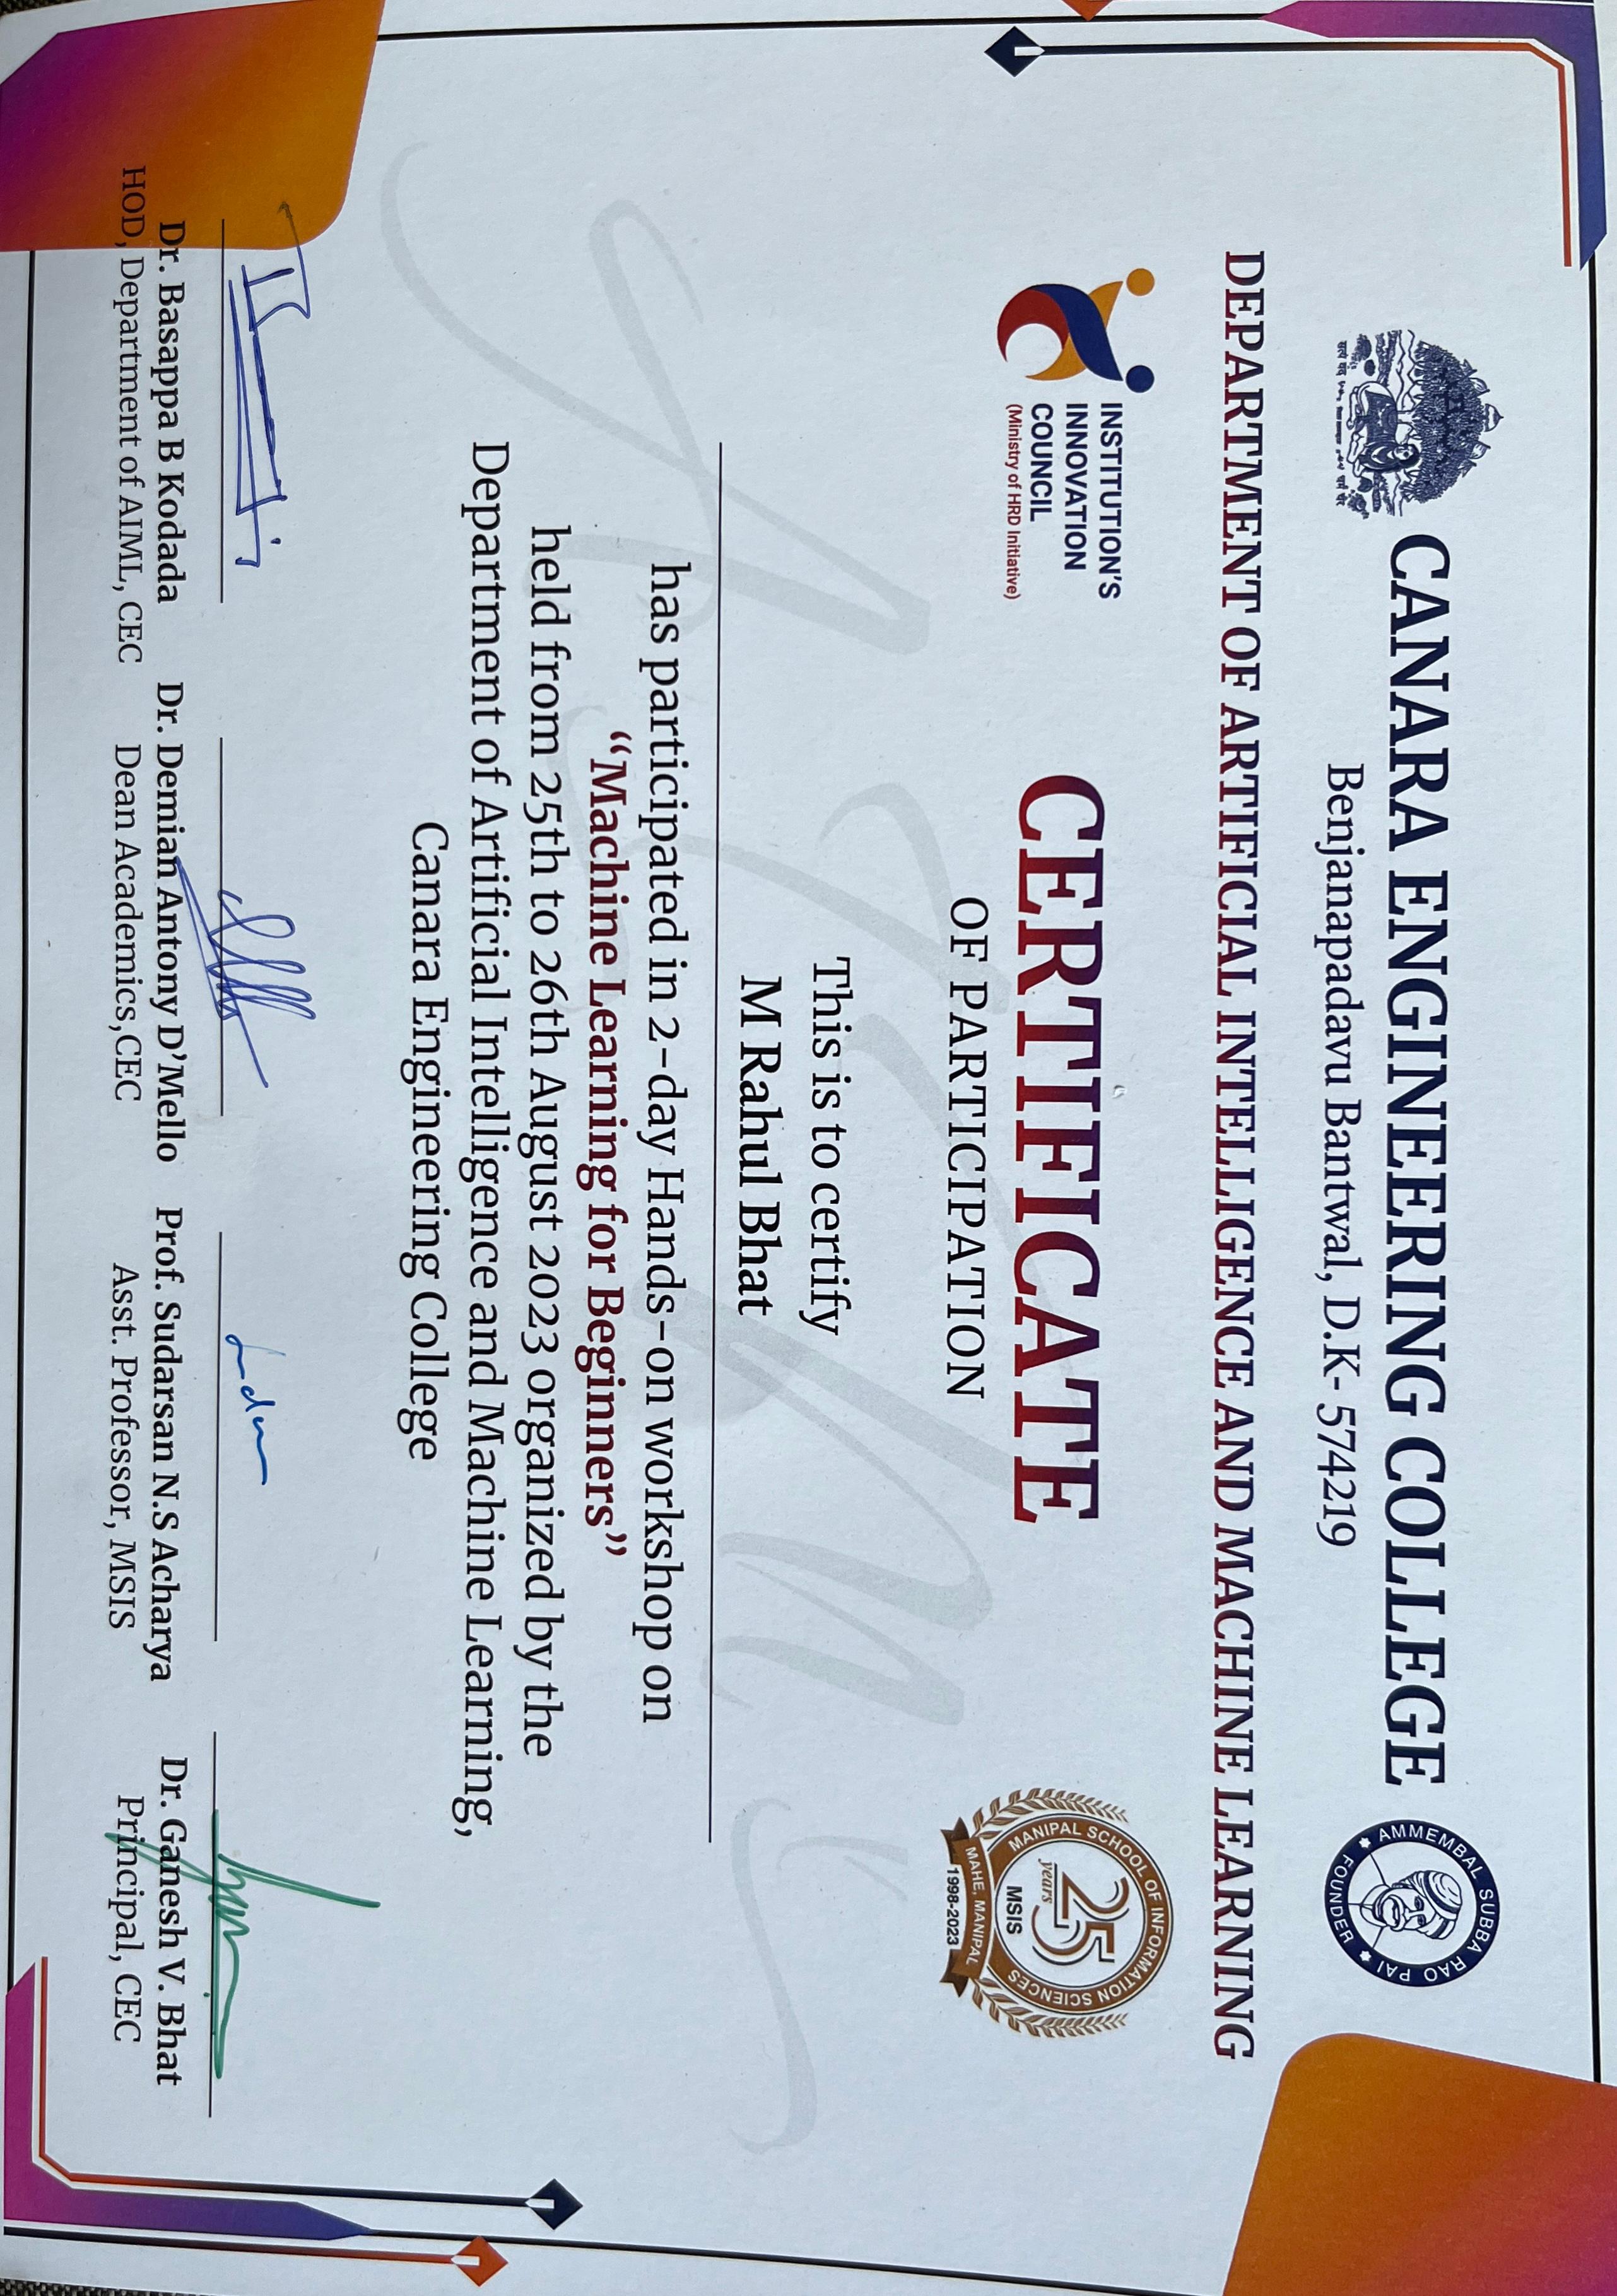 CANARA ENGINEERING COLLEGE
Benjanapadavu Bantwal, D.K- 574219
AMMEMBAL SUBBA RAO PAI
FOUNDER
DEPARTMENT OF ARTIFICIAL INTELLIGENCE AND MACHINE LEARNING
INSTITUTION'S
INNOVATION
COUNCIL
(Ministry of HRD Initiative)
CERTIFICATE
OF PARTICIPATION
MANIPAL SCHOOL OF INFORMATION SCIENCES
25
years
MSIS
MAHE, MANIPAL
1998-2023
This is to certify
M Rahul Bhat
has participated in 2-day Hands-on workshop on
“Machine Learning for Beginners”
held from 25th to 26th August 2023 organized by the
Department of Artificial Intelligence and Machine Learning,
Canara Engineering College
Dr. Basappa B Kodada
HOD, Department of AIML, CEC
Dr. Demian Antony D’Mello
Dean Academics,CEC
Prof. Sudarsan N.S Acharya
Asst. Professor, MSIS
Dr. Ganesh V. Bhat
Principal, CEC